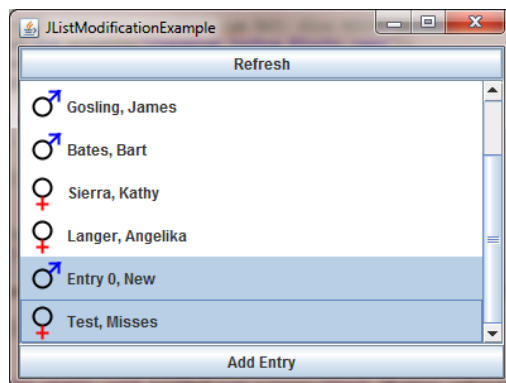 JListModificationExample
Refresh
Gosling, James
Bates, Bart
Sierra, Kathy
Langer, Angelika
Entry 0, New
Test, Misses
Add Entry